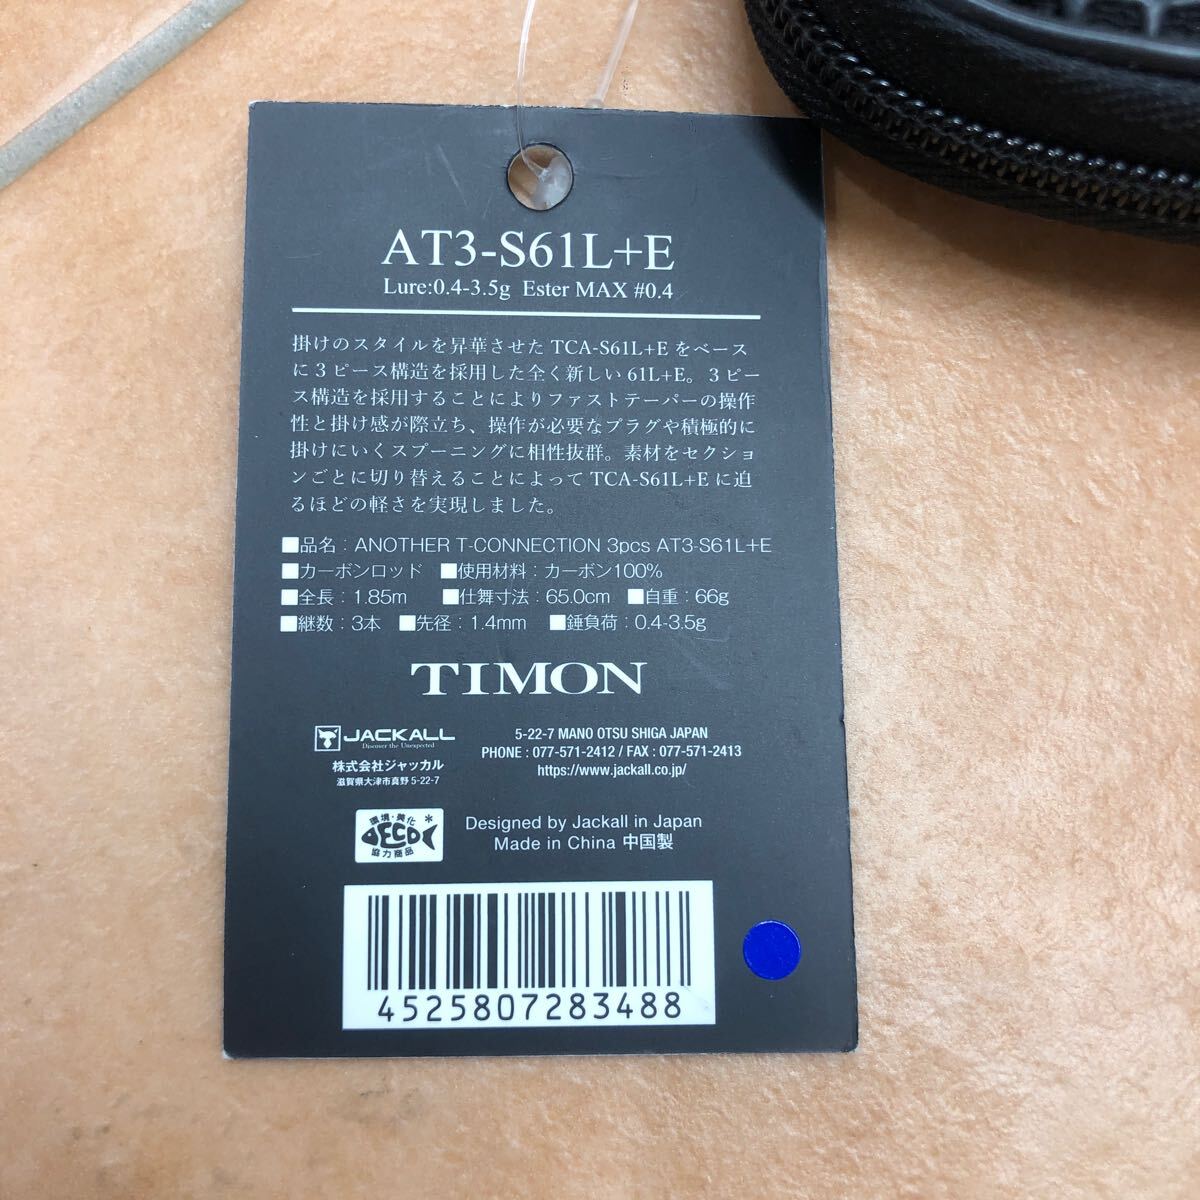 AT3-S61L+E
Lure:0.4-3.5g Ester MAX #0.4
掛けのスタイルを昇華させた TCA-S61L+E をベース
に３ピース構造を採用した全く新しい 61L+E。３ピー
ス構造を採用することによりファストテーパーの操作
性と掛け感が際立ち、操作が必要なプラグや積極的に
掛けにいくスプーニングに相性抜群。素材をセクショ
ンごとに切り替えることによって TCA-S61L+E に迫
るほどの軽さを実現しました。
■品名：ANOTHER T-CONNECTION 3pcs AT3-S61L+E
■カーボンロッド ■使用材料：カーボン100%
■全長：1.85m ■仕舞寸法：65.0cm ■自重：66g
■継数：3本 ■先径：1.4mm ■錘負荷：0.4-3.5g
TIMON
JACKALL
Discover the Unexpected
株式会社ジャッカル
滋賀県大津市真野 5-22-7
5-22-7 MANO OTSU SHIGA JAPAN
PHONE : 077-571-2412 / FAX : 077-571-2413
https://www.jackall.co.jp/
環境・美化
ECO
協力商品
Designed by Jackall in Japan
Made in China 中国製
4525807283488